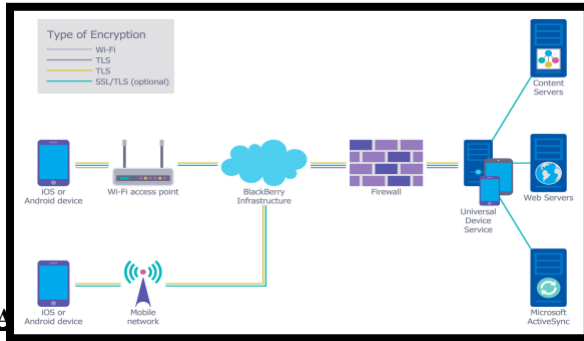 Type of Encryption
Wi-Fi
TLS
TLS
SSL/TLS (optional)
Content
Servers
iOS or
Android device
Wi-Fi access point
BlackBerry
Infrastructure
Firewall
Universal
Device
Service
Web Servers
iOS or
Android device
Mobile
network
Microsoft
ActiveSync